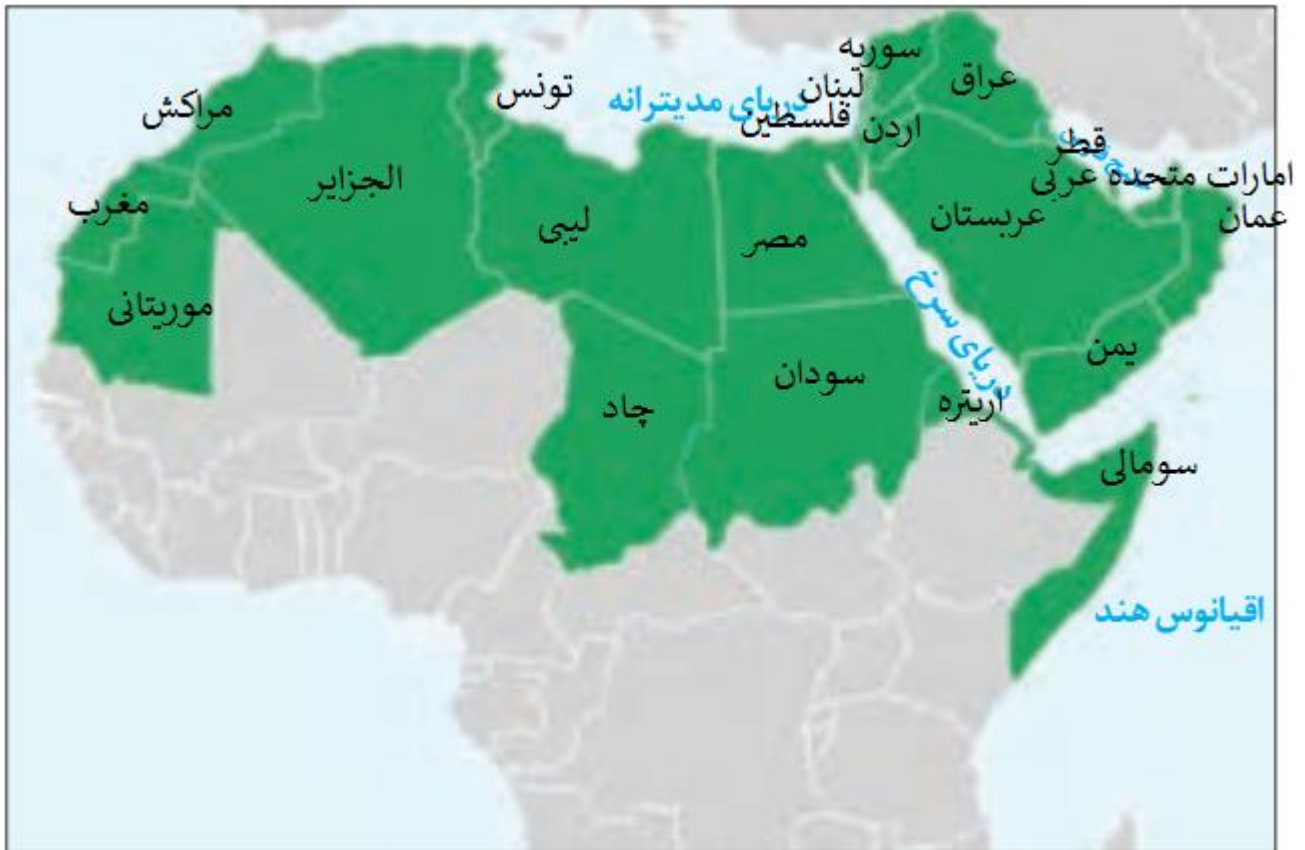 سوریه
عراق
لبنان
دریای مدیترانه
تونس
فلسطین
مراکش
اردن
قطر
الجزایر
امارات متحده عربی
مغرب
عربستان
عمان
لیبی
مصر
موریتانی
دریای سرخ
یمن
سودان
اریتره
چاد
سومالی
اقیانوس هند